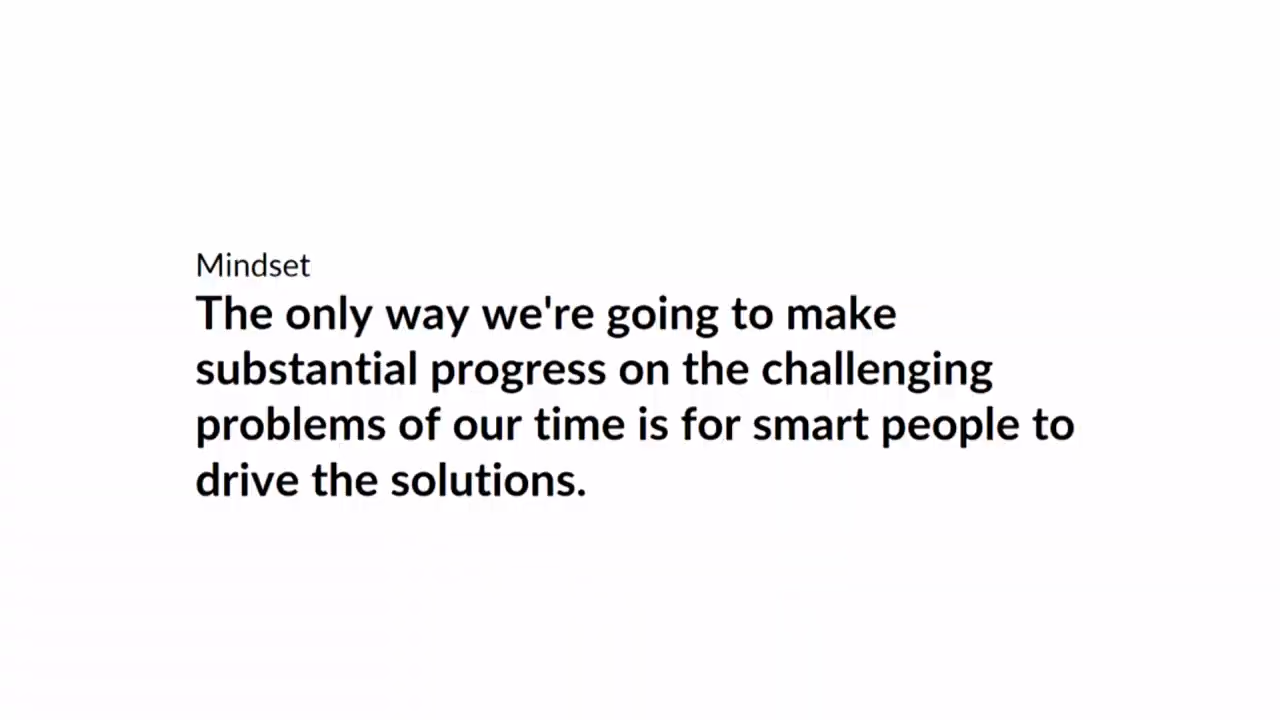 Mindset
The only way we're going to make
substantial progress on the challenging
problems of our time is for smart people to
drive the solutions.